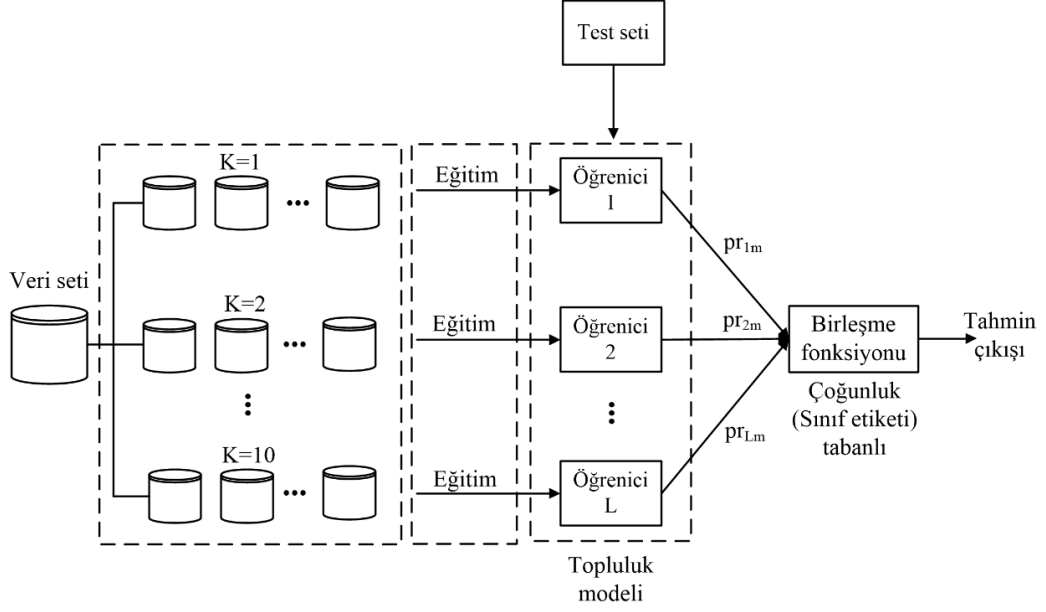 Test seti
K=1
Eğitim
Öğrenici
1
pr1m
Veri seti
K=2
Eğitim
Öğrenici
2
pr2m
Birleşme
fonksiyonu
Tahmin
çıkışı
Çoğunluk
(Sınıf etiketi)
tabanlı
prLm
K=10
Eğitim
Öğrenici
L
Topluluk
modeli